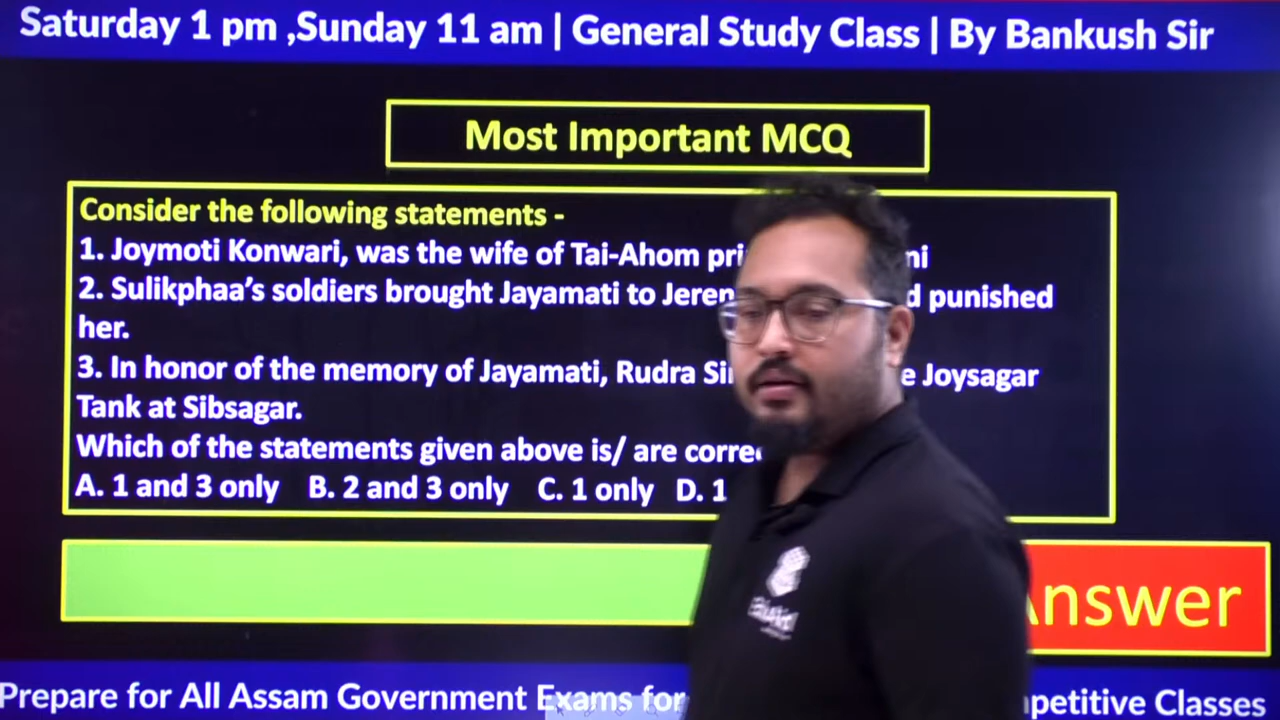 Saturday 1 pm ,Sunday 11 am | General Study Class | By Bankush Sir
Most Important MCQ
Consider the following statements -
1. Joymoti Konwari, was the wife of Tai-Ahom pri ni
2. Sulikphaa's soldiers brought Jayamati to Jeren d punished
her.
3. In honor of the memory of Jayamati, Rudra Si e Joysagar
Tank at Sibsagar.
Which of the statements given above is/ are corre
A. 1 and 3 only B. 2 and 3 only C. 1 only D. 1
nswer
Prepare for All Assam Government Exams for petitive Classes